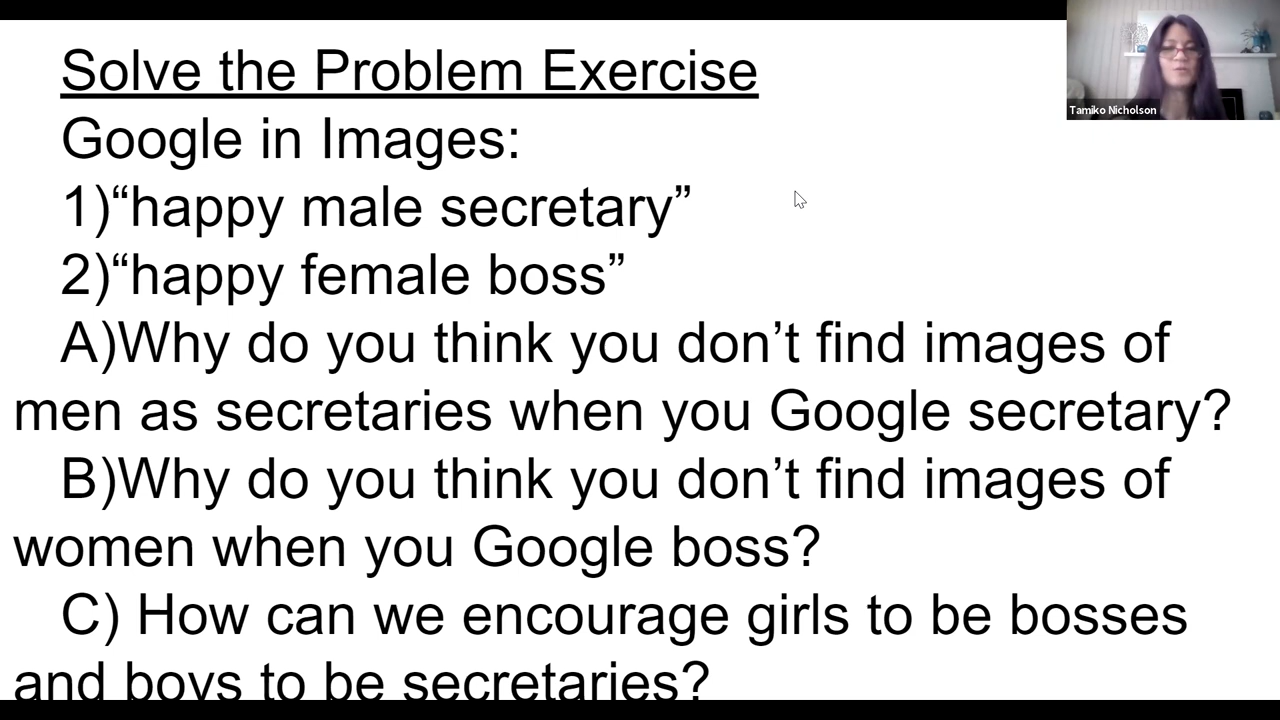 Solve the Problem Exercise
Google in Images:
1)“happy male secretary”
2)“happy female boss”
A)Why do you think you don’t find images of
men as secretaries when you Google secretary?
B)Why do you think you don’t find images of
women when you Google boss?
C) How can we encourage girls to be bosses
and boys to be secretaries?
Tamiko Nicholson